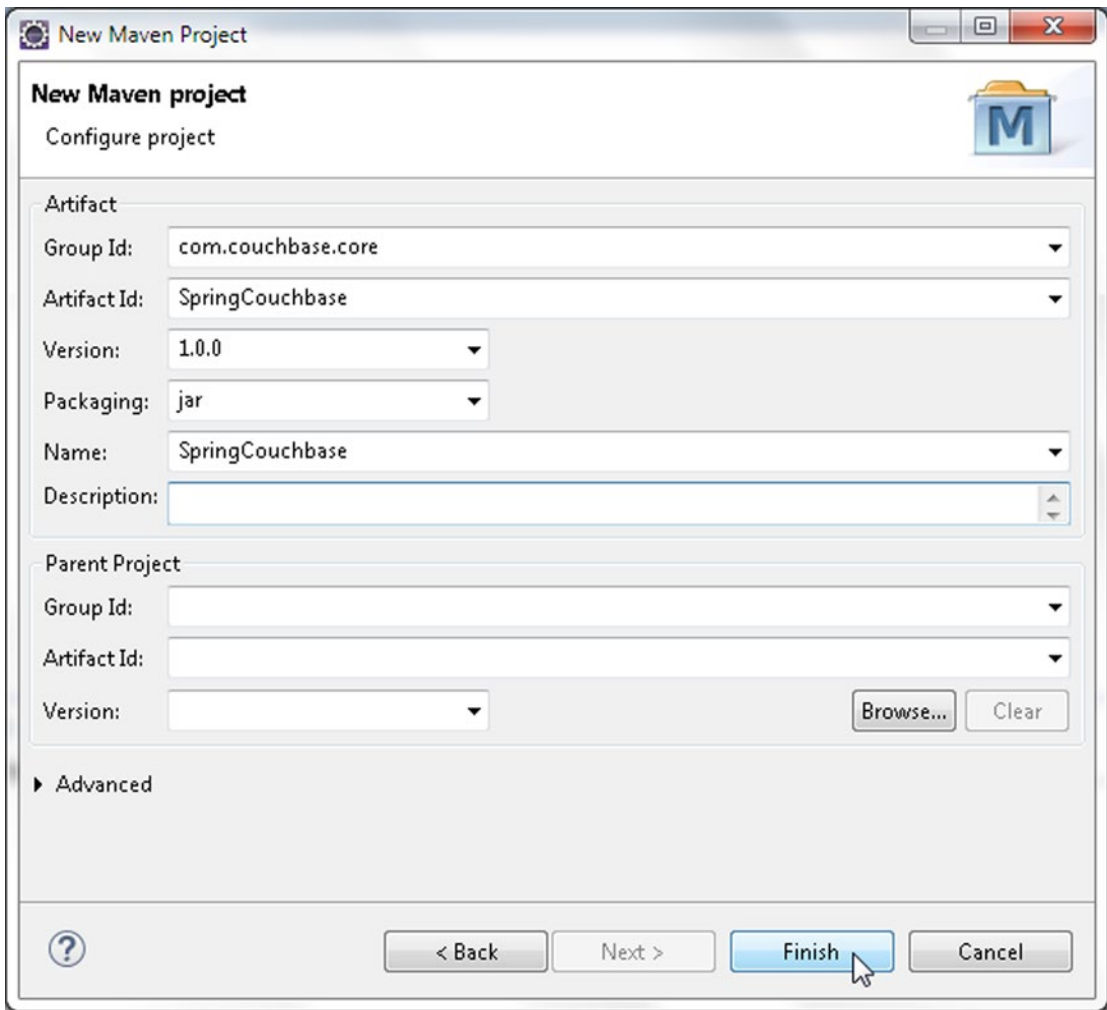 New Maven Project
New Maven project
Configure project
M
Artifact
Group Id: com.couchbase.core
Artifact Id: SpringCouchbase
Version: 1.0.0
Packaging: jar
Name: SpringCouchbase
Description:
Parent Project
Group Id:
Artifact Id:
Version: Browse... Clear
Advanced
? < Back Next > Finish Cancel